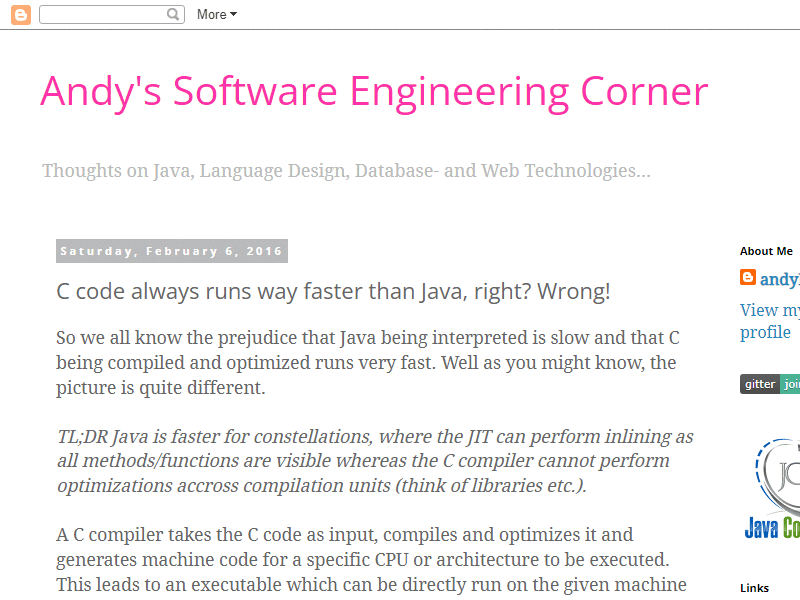 More
Andy's Software Engineering Corner
Thoughts on Java, Language Design, Database- and Web Technologies...
Saturday, February 6, 2016
C code always runs way faster than Java, right? Wrong!
So we all know the prejudice that Java being interpreted is slow and that C
being compiled and optimized runs very fast. Well as you might know, the
picture is quite different.
TL;DR Java is faster for constellations, where the JIT can perform inlining as
all methods/functions are visible whereas the C compiler cannot perform
optimizations accross compilation units (think of libraries etc.).
A C compiler takes the C code as input, compiles and optimizes it and
generates machine code for a specific CPU or architecture to be executed.
This leads to an executable which can be directly run on the given machine
About Me
View my
profile
gitter
Java
Links